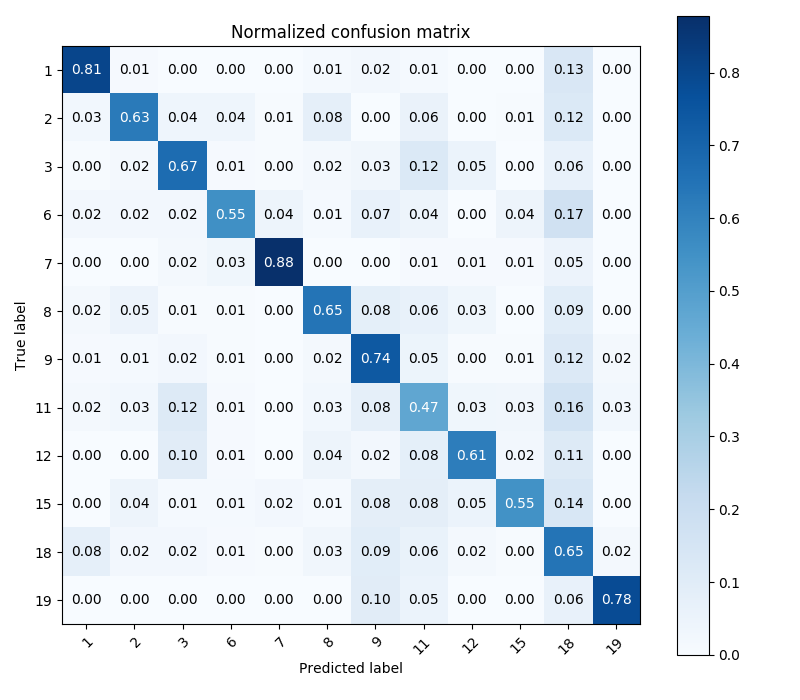 Normalized confusion matrix
1 0.81 0.01 0.00 0.00 0.00 0.01 0.02 0.01 0.00 0.00 0.13 0.00
2 0.03 0.63 0.04 0.04 0.01 0.08 0.00 0.06 0.00 0.01 0.12 0.00
3 0.00 0.02 0.67 0.01 0.00 0.02 0.03 0.12 0.05 0.00 0.06 0.00
6 0.02 0.02 0.02 0.55 0.04 0.01 0.07 0.04 0.00 0.04 0.17 0.00
7 0.00 0.00 0.02 0.03 0.88 0.00 0.00 0.01 0.01 0.01 0.05 0.00
8 0.02 0.05 0.01 0.01 0.00 0.65 0.08 0.06 0.03 0.00 0.09 0.00
9 0.01 0.01 0.02 0.01 0.00 0.02 0.74 0.05 0.00 0.01 0.12 0.02
11 0.02 0.03 0.12 0.01 0.00 0.03 0.08 0.47 0.03 0.03 0.16 0.03
12 0.00 0.00 0.10 0.01 0.00 0.04 0.02 0.08 0.61 0.02 0.11 0.00
15 0.00 0.04 0.01 0.01 0.02 0.01 0.08 0.08 0.05 0.55 0.14 0.00
18 0.08 0.02 0.02 0.01 0.00 0.03 0.09 0.06 0.02 0.00 0.65 0.02
19 0.00 0.00 0.00 0.00 0.00 0.00 0.10 0.05 0.00 0.00 0.06 0.78
1 2 3 6 7 8 9 11 12 15 18 19
Predicted label
True label
0.8
0.7
0.6
0.5
0.4
0.3
0.2
0.1
0.0